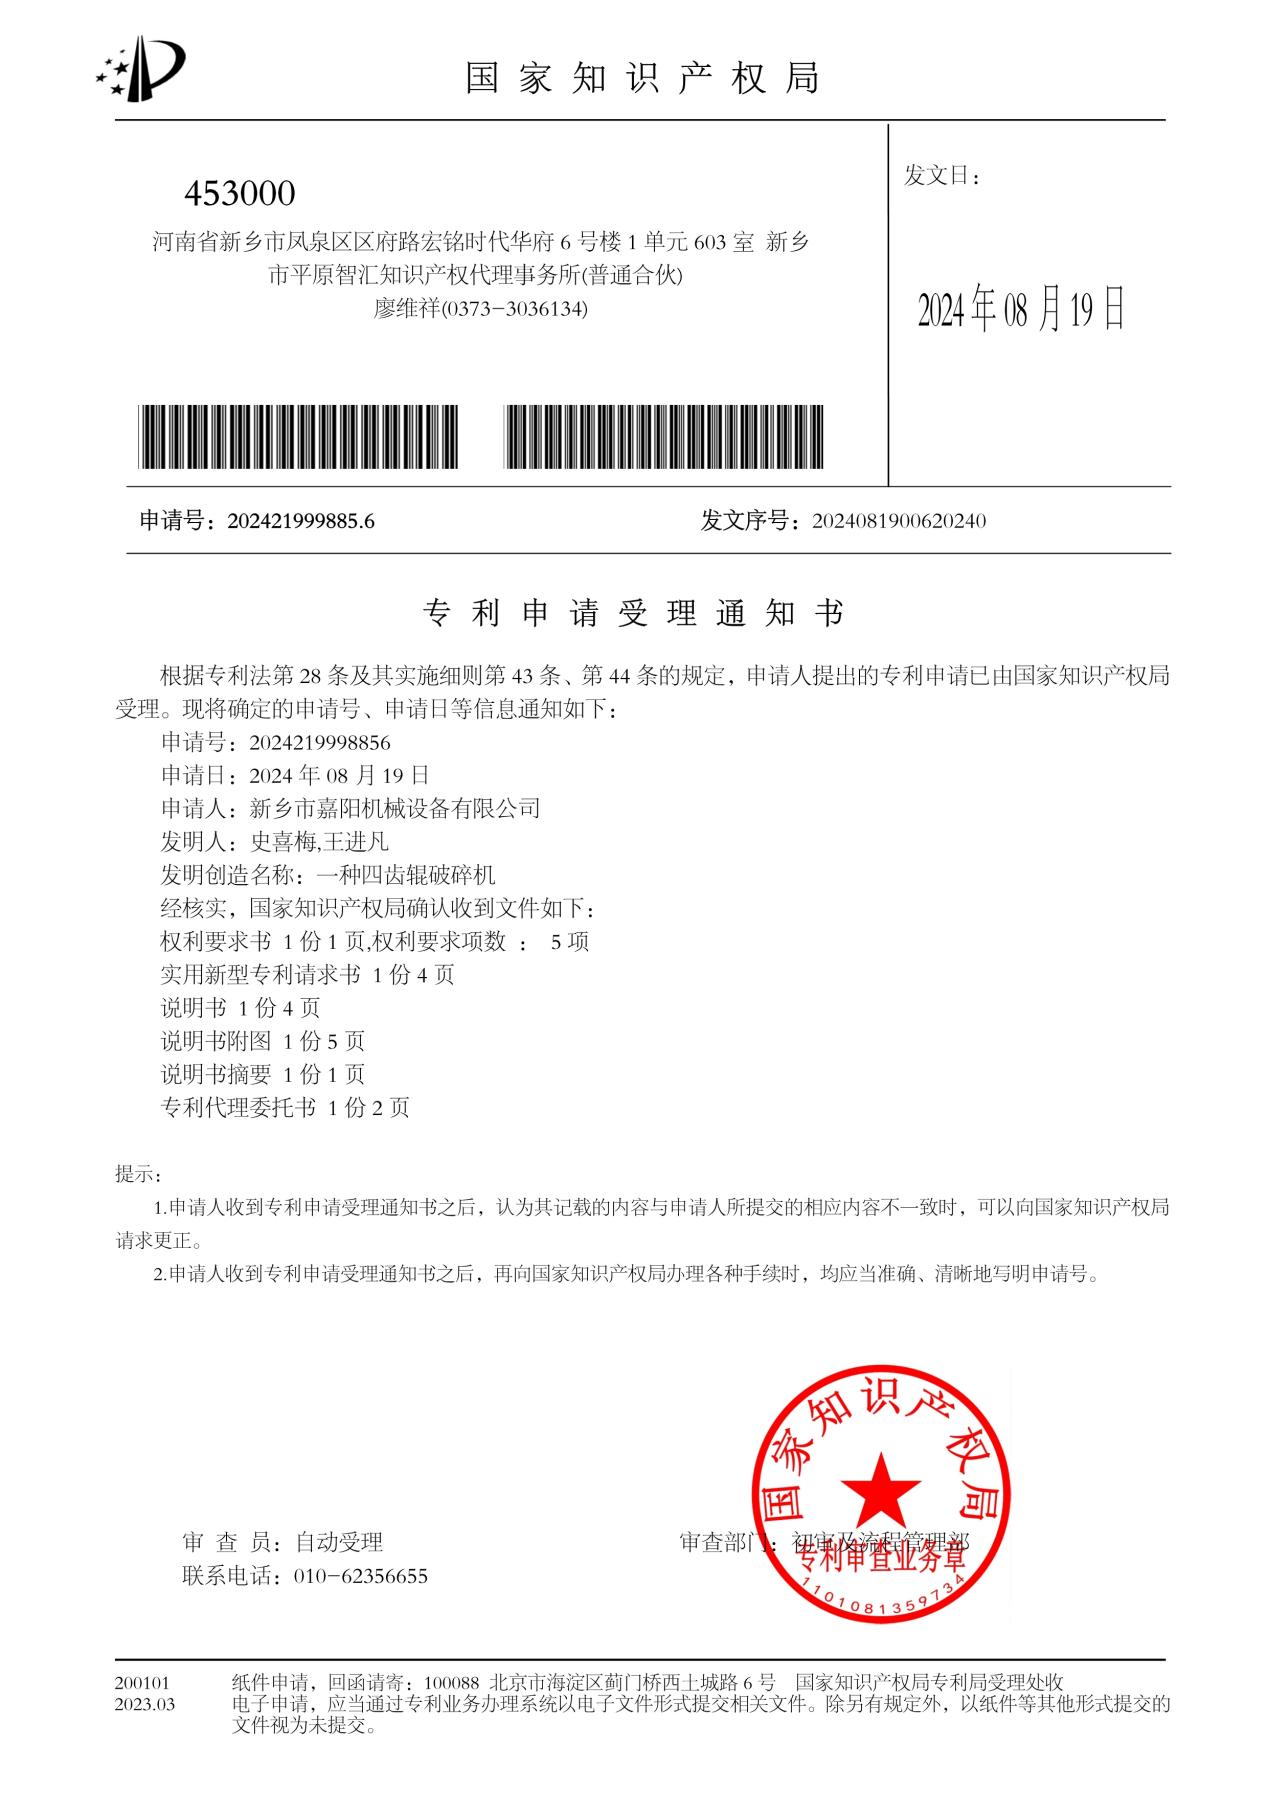 国家知识产权局
453000
发文日：
河南省新乡市凤泉区区府路宏铭时代华府 6 号楼 1 单元 603 室 新乡
市平原智汇知识产权代理事务所(普通合伙)
廖维祥(0373-3036134)
2024 年 08 月 19 日
申请号：202421999885.6
发文序号：2024081900620240
专利申请受理通知书
根据专利法第 28 条及其实施细则第 43 条、第 44 条的规定，申请人提出的专利申请已由国家知识产权局
受理。现将确定的申请号、申请日等信息通知如下：
申请号：2024219998856
申请日：2024 年 08 月 19 日
申请人：新乡市嘉阳机械设备有限公司
发明人：史喜梅,王进凡
发明创造名称：一种四齿辊破碎机
经核实，国家知识产权局确认收到文件如下：
权利要求书 1 份 1 页,权利要求项数 ： 5 项
实用新型专利请求书 1 份 4 页
说明书 1 份 4 页
说明书附图 1 份 5 页
说明书摘要 1 份 1 页
专利代理委托书 1 份 2 页
提示：
1.申请人收到专利申请受理通知书之后，认为其记载的内容与申请人所提交的相应内容不一致时，可以向国家知识产权局
请求更正。
2.申请人收到专利申请受理通知书之后，再向国家知识产权局办理各种手续时，均应当准确、清晰地写明申请号。
国家知识产权局
审 查 员：自动受理
审查部门：初审及流程管理部
专利审查业务章
联系电话：010-62356655
1101081359734
200101
纸件申请，回函请寄：100088 北京市海淀区蓟门桥西土城路 6 号 国家知识产权局专利局受理处收
2023.03
电子申请，应当通过专利业务办理系统以电子文件形式提交相关文件。除另有规定外，以纸件等其他形式提交的
文件视为未提交。